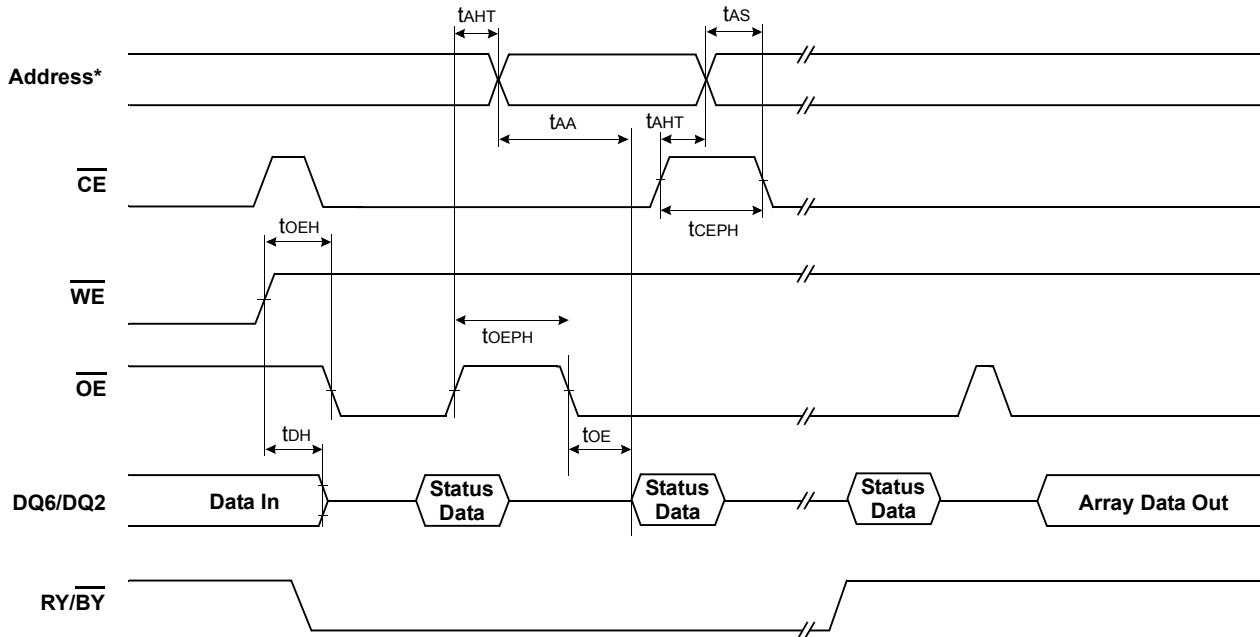 tAHT
tAS
Address*
tAA
tAHT
CE
tOEH
tCEPH
WE
tOEPH
OE
tDH
tOE
DQ6/DQ2
Data In
Status
Data
Status
Data
Status
Data
Array Data Out
RY/BY